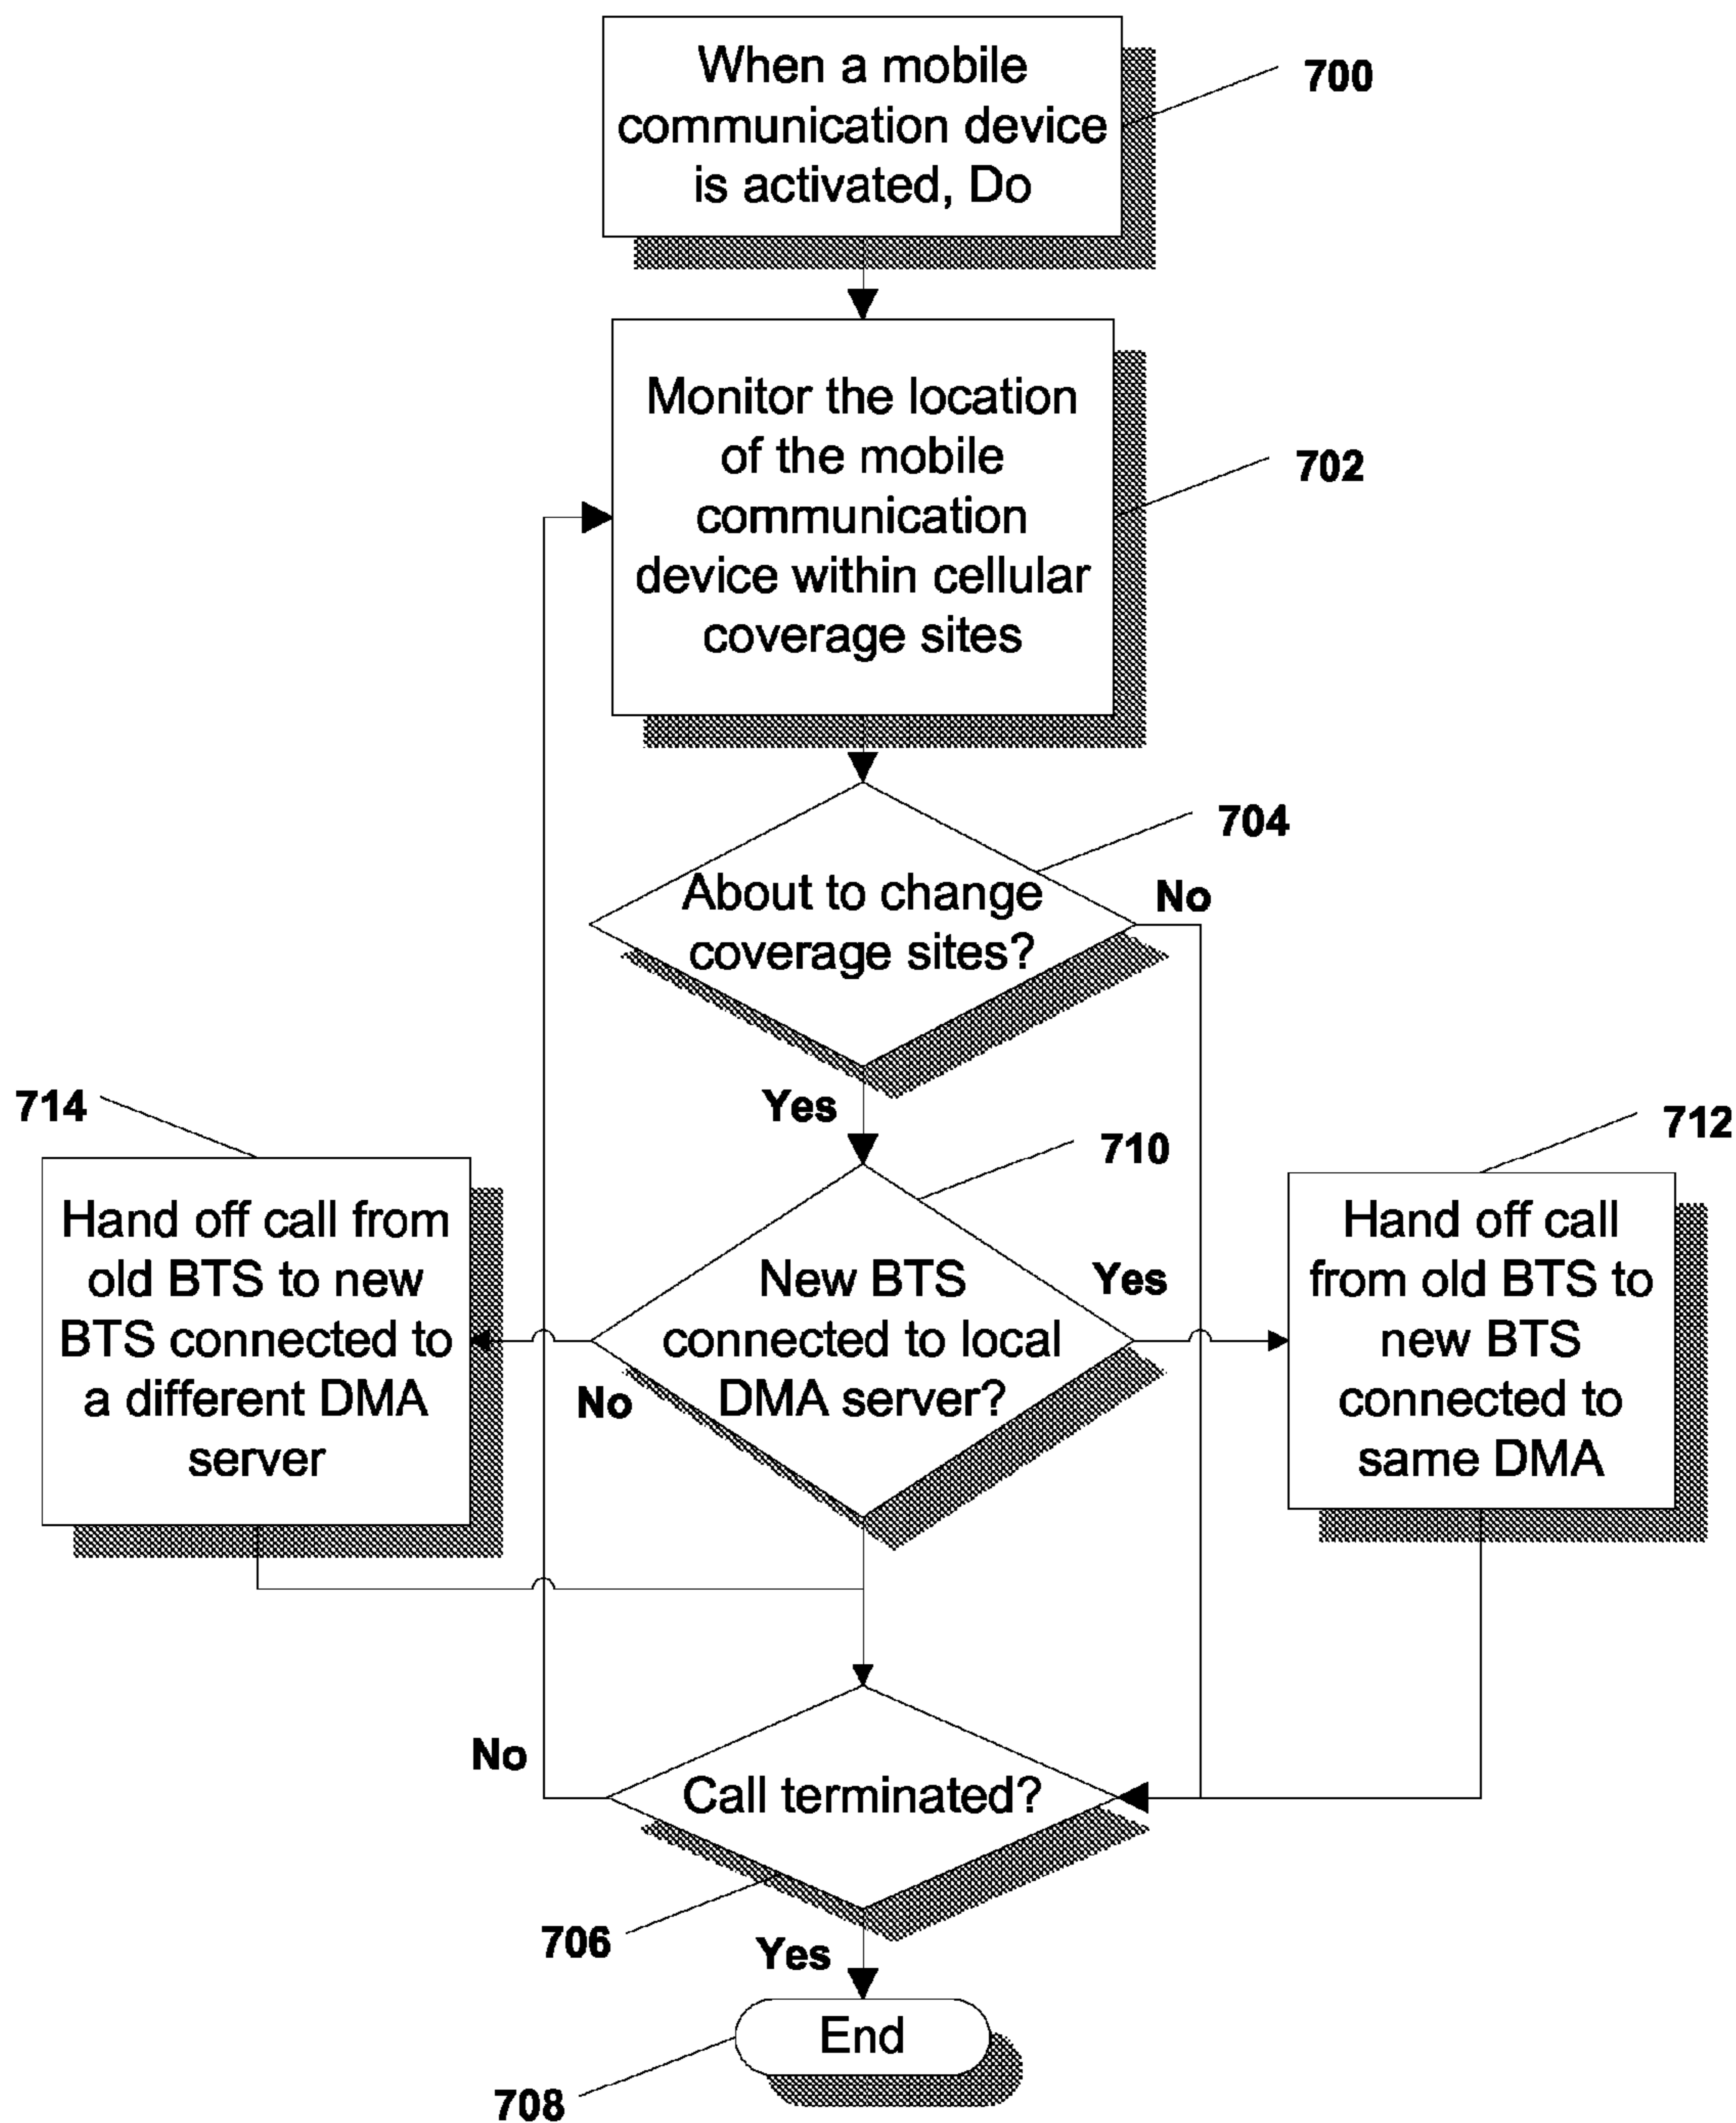 When a mobile
communication device
is activated, Do
700
Monitor the location
of the mobile
communication
device within cellular
coverage sites
702
704
About to change
coverage sites?
No
Yes
714
710
712
Hand off call from
old BTS to new
BTS connected to
a different DMA
server
New BTS
connected to local
DMA server?
Yes
No
Hand off call
from old BTS to
new BTS
connected to
same DMA
No
Call terminated?
706
Yes
End
708